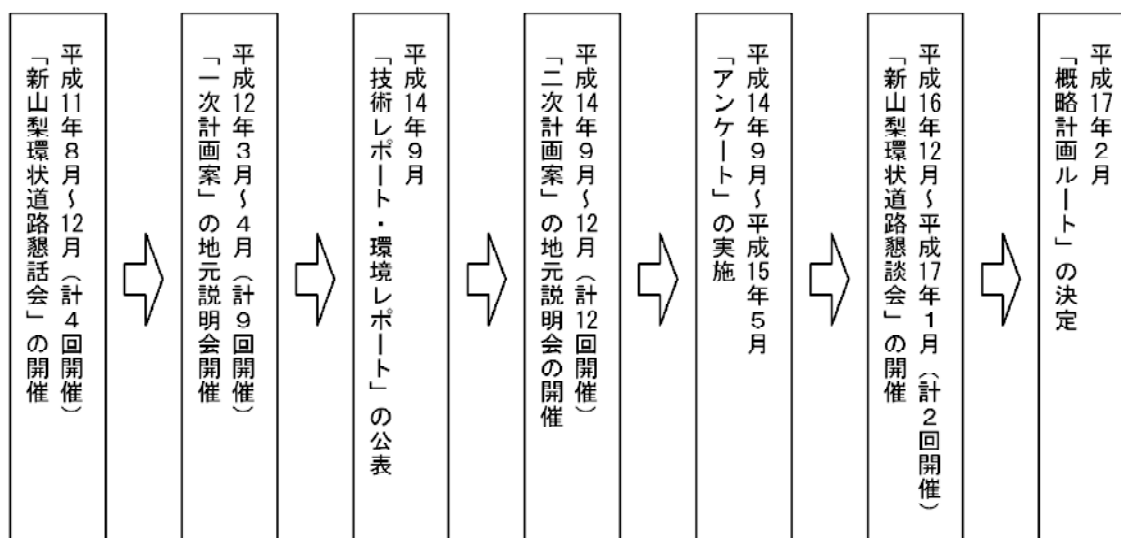 平成11年8月～12月（計4回開催）
「新山梨環状道路懇話会」の開催
平成12年3月～4月（計9回開催）
「一次計画案」の地元説明会開催
平成14年9月
「技術レポート・環境レポート」の公表
平成14年9月～12月（計12回開催）
「二次計画案」の地元説明会の開催
平成14年9月～平成15年5月
「アンケート」の実施
平成16年12月～平成17年1月（計2回開催）
「新山梨環状道路懇談会」の開催
平成17年2月
「概略計画ルート」の決定